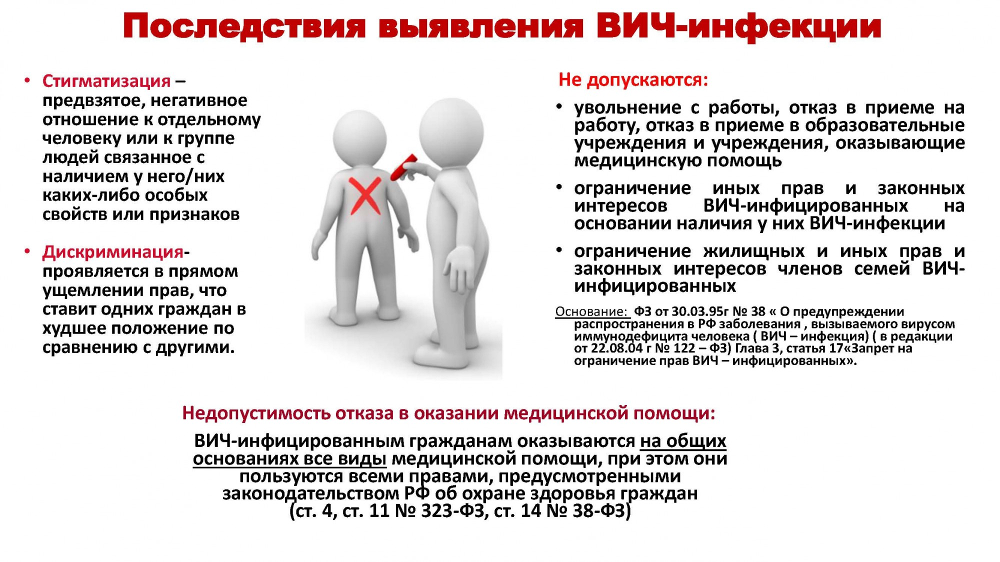 Последствия выявления ВИЧ-инфекции
• Стигматизация –
предвзятое, негативное
отношение к отдельному
человеку или к группе
людей связанное с
наличием у него/них
каких-либо особых
свойств или признаков
• Дискриминация-
проявляется в прямом
ущемлении прав, что
ставит одних граждан в
худшее положение по
сравнению с другими.
Не допускаются:
• увольнение с работы, отказ в приеме на
работу, отказ в приеме в образовательные
учреждения и учреждения, оказывающие
медицинскую помощь
• ограничение иных прав и законных
интересов ВИЧ-инфицированных на
основании наличия у них ВИЧ-инфекции
• ограничение жилищных и иных прав и
законных интересов членов семей ВИЧ-
инфицированных
Основание: ФЗ от 30.03.95г № 38 « О предупреждении
распространения в РФ заболевания , вызываемого вирусом
иммунодефицита человека ( ВИЧ – инфекция) ( в редакции
от 22.08.04 г № 122 – ФЗ) Глава 3, статья 17«Запрет на
ограничение прав ВИЧ – инфицированных».
Недопустимость отказа в оказании медицинской помощи:
ВИЧ-инфицированным гражданам оказываются на общих
основаниях все виды медицинской помощи, при этом они
пользуются всеми правами, предусмотренными
законодательством РФ об охране здоровья граждан
(ст. 4, ст. 11 № 323-ФЗ, ст. 14 № 38-ФЗ)